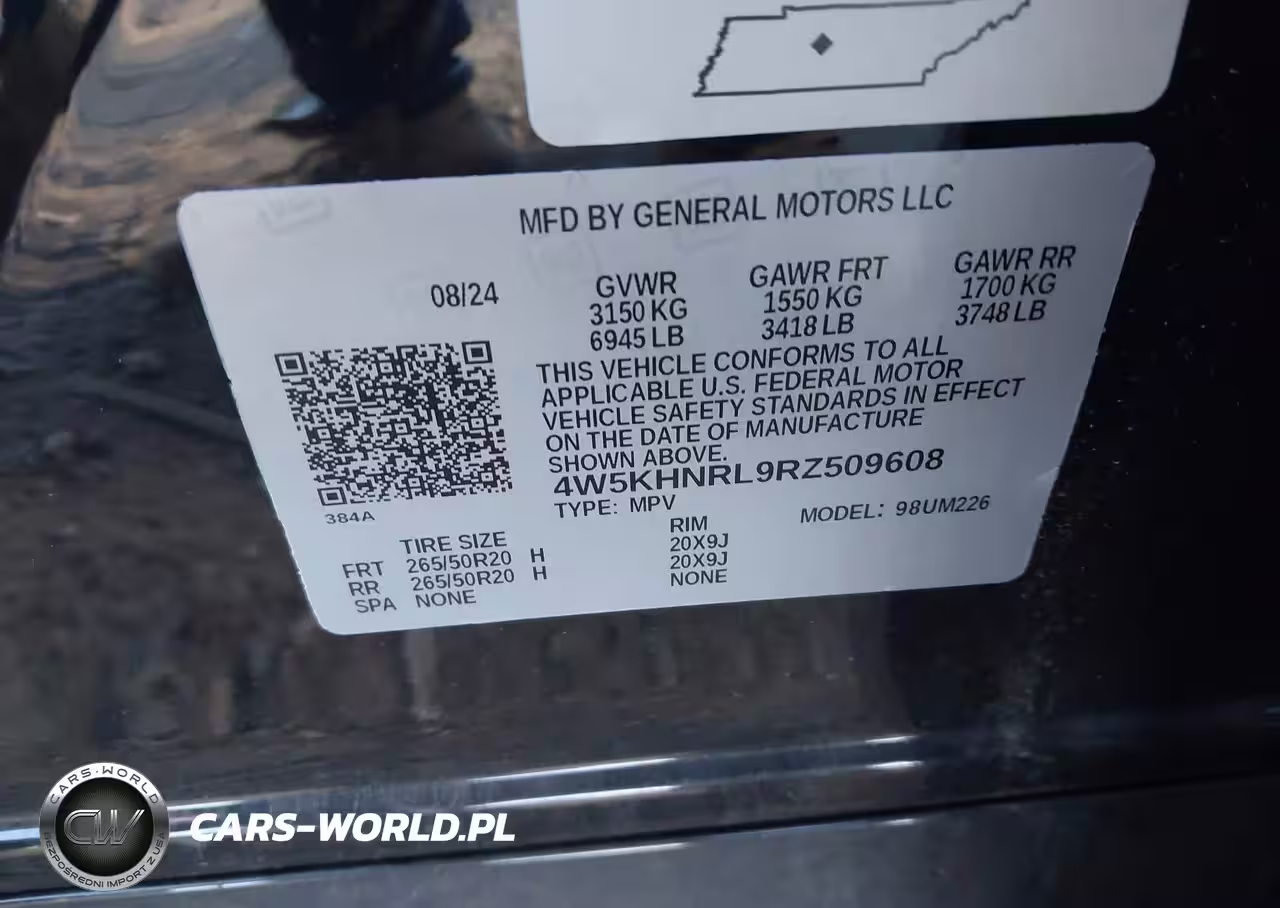 MFD BY GENERAL MOTORS LLC
08/24
GVWR
3150 KG
6945 LB
GAWR FRT
1550 KG
3418 LB
GAWR RR
1700 KG
3748 LB
THIS VEHICLE CONFORMS TO ALL
APPLICABLE U.S. FEDERAL MOTOR
VEHICLE SAFETY STANDARDS IN EFFECT
ON THE DATE OF MANUFACTURE
SHOWN ABOVE.
4W5KHNRL9RZ509608
TYPE: MPV
MODEL: 98UM226
384A
TIRE SIZE RIM
FRT 265/50R20 H 20X9J
RR 265/50R20 H 20X9J
SPA NONE NONE
CARS-WORLD
CW
BEZPOŚREDNI IMPORT Z USA
CARS-WORLD.PL